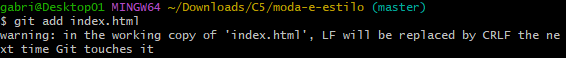 gabri@Desktop01 MINGW64 ~/Downloads/C5/moda-e-estilo (master)
$ git add index.html
warning: in the working copy of 'index.html', LF will be replaced by CRLF the ne
xt time Git touches it